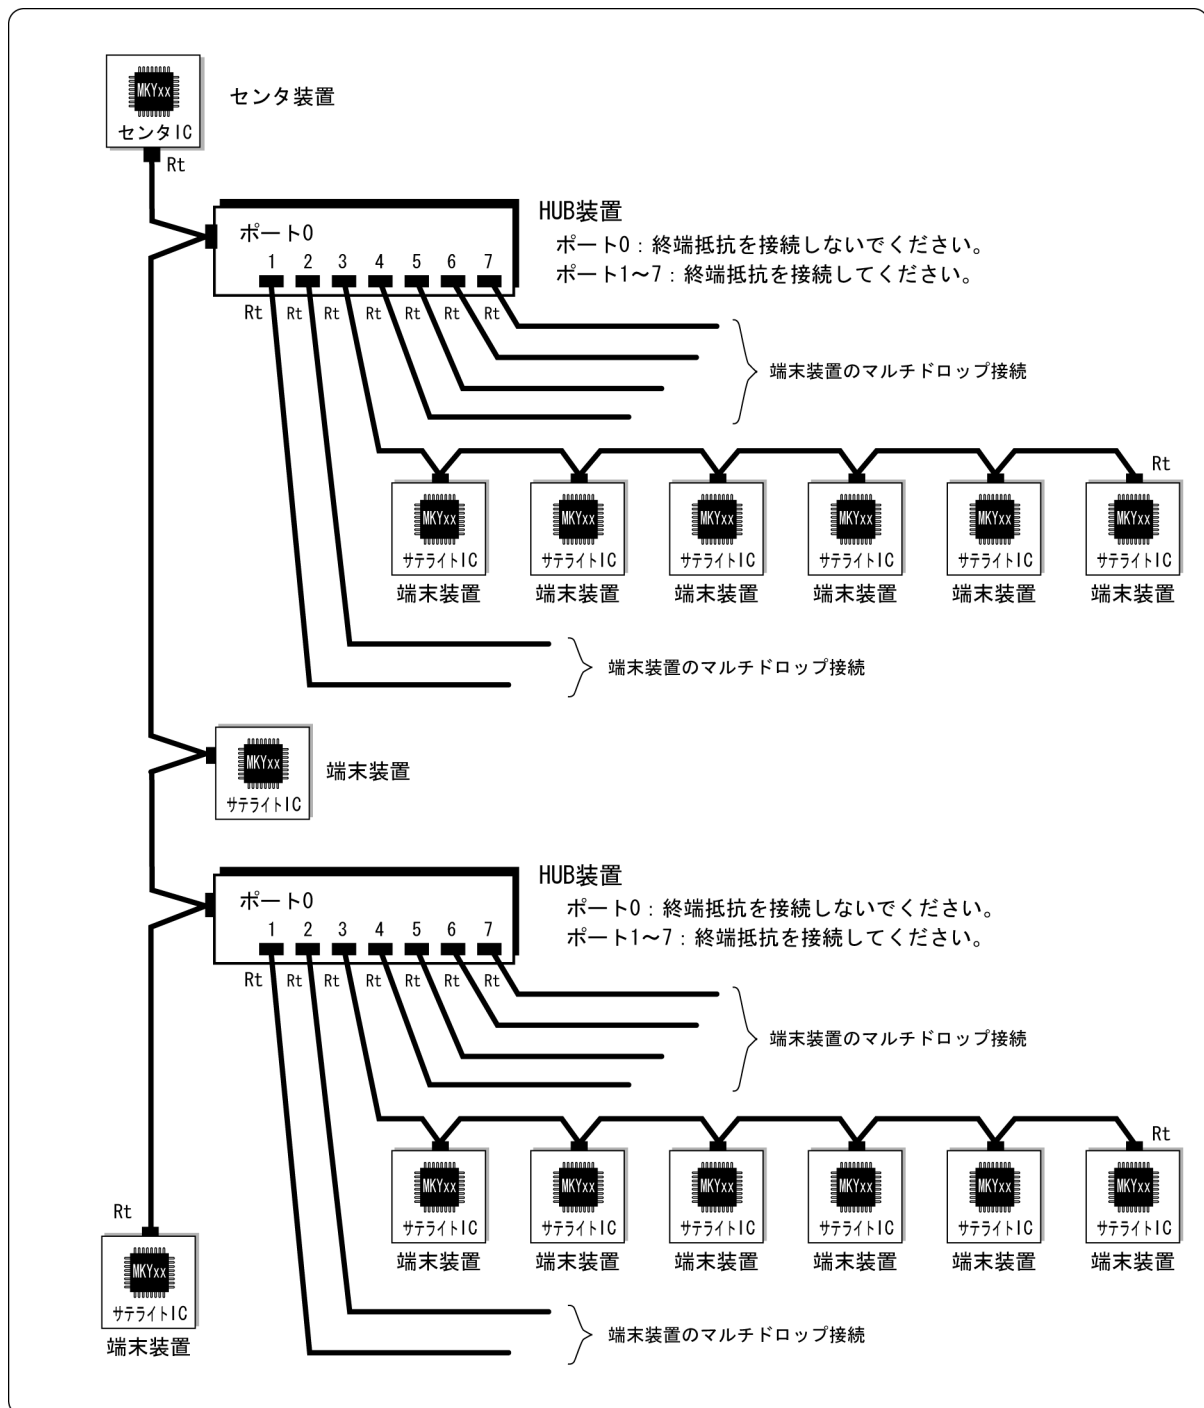 MKYxx
センタIC
センタ装置
Rt
HUB装置
ポート0：終端抵抗を接続しないでください。
ポート1～7：終端抵抗を接続してください。
ポート0
1 2 3 4 5 6 7
Rt Rt Rt Rt Rt Rt Rt
端末装置のマルチドロップ接続
Rt
MKYxx MKYxx MKYxx MKYxx MKYxx MKYxx
サテライトIC サテライトIC サテライトIC サテライトIC サテライトIC サテライトIC
端末装置 端末装置 端末装置 端末装置 端末装置 端末装置
端末装置のマルチドロップ接続
MKYxx
サテライトIC
端末装置
HUB装置
ポート0：終端抵抗を接続しないでください。
ポート1～7：終端抵抗を接続してください。
ポート0
1 2 3 4 5 6 7
Rt Rt Rt Rt Rt Rt Rt
端末装置のマルチドロップ接続
Rt
MKYxx MKYxx MKYxx MKYxx MKYxx MKYxx
サテライトIC サテライトIC サテライトIC サテライトIC サテライトIC サテライトIC
端末装置 端末装置 端末装置 端末装置 端末装置 端末装置
Rt
MKYxx
サテライトIC
端末装置
端末装置のマルチドロップ接続